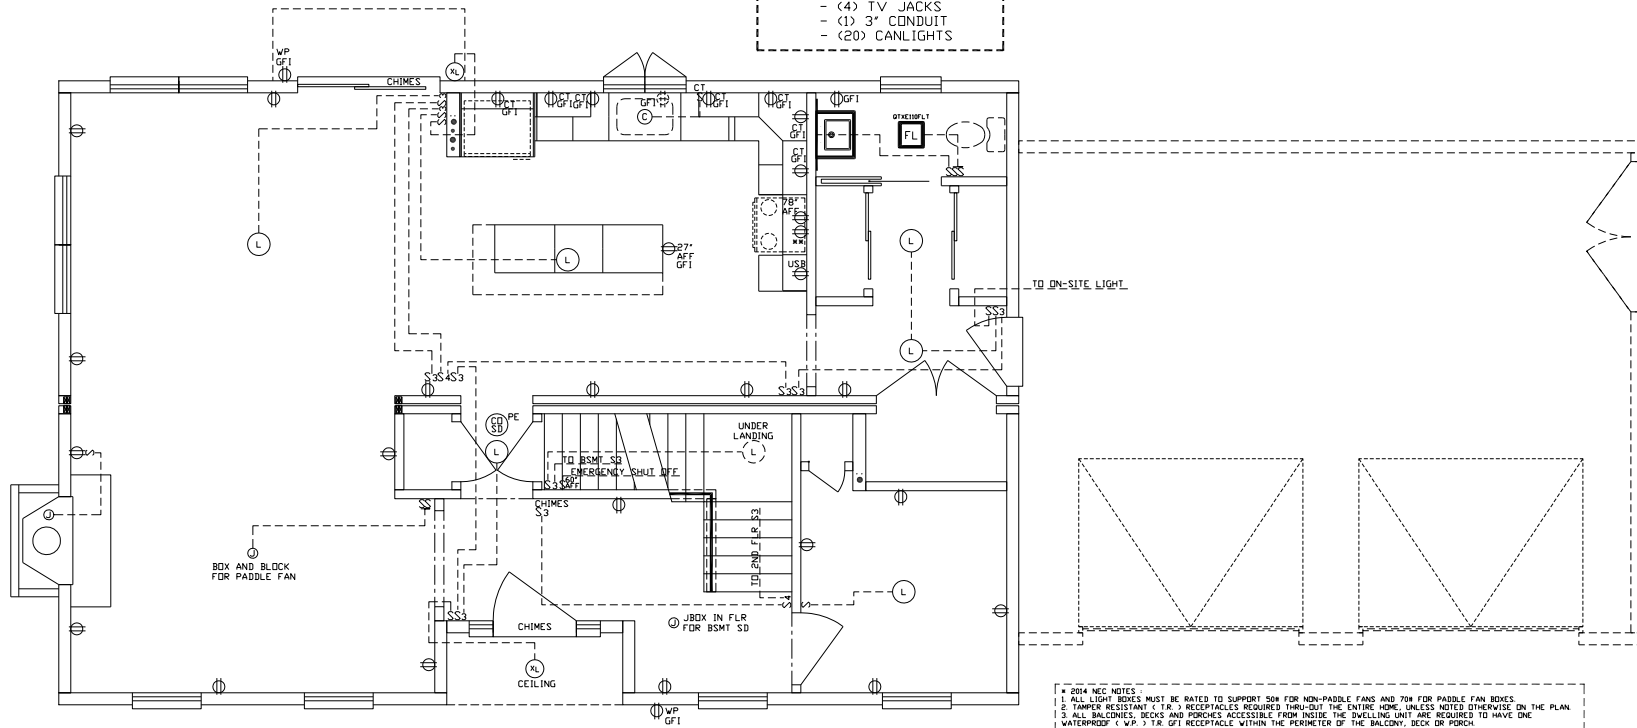 - (4) TV JACKS
- (1) 3" CONDUIT
- (20) CANLIGHTS
WP
GFI
XL
CHIMES
CT
GFI
CT
GFI
CT
GFI
C
CT
GFI
CT
GFI
GFI
QTXE110FLT
FL
CT
GFI
CT
GFI
78"
AFF
L
L
27"
AFF
GFI
USB
L
TO ON-SITE LIGHT
SS3
L
S3S4S3
S3S3
CO
SD
PE
L
UNDER
LANDING
L
TO BSMT S3
EMERGENCY SHUT OFF
S3S
60"
AFF
CHIMES
S3
SS
J
J
BOX AND BLOCK
FOR PADDLE FAN
TO 2ND FLR S3
L
S4
S
SS3
CHIMES
J
JBOX IN FLR
FOR BSMT SD
XL
CEILING
WP
GFI
* 2014 NEC NOTES :
1. ALL LIGHT BOXES MUST BE RATED TO SUPPORT 50# FOR NON-PADDLE FANS AND 70# FOR PADDLE FAN BOXES.
2. TAMPER RESISTANT ( T.R. ) RECEPTACLES REQUIRED THRU-OUT THE ENTIRE HOME, UNLESS NOTED OTHERWISE ON THE PLAN.
3. ALL BALCONIES, DECKS AND PORCHES ACCESSIBLE FROM INSIDE THE DWELLING UNIT ARE REQUIRED TO HAVE ONE
WATERPROOF ( W.P. ) T.R. GFI RECEPTACLE WITHIN THE PERIMETER OF THE BALCONY, DECK OR PORCH.